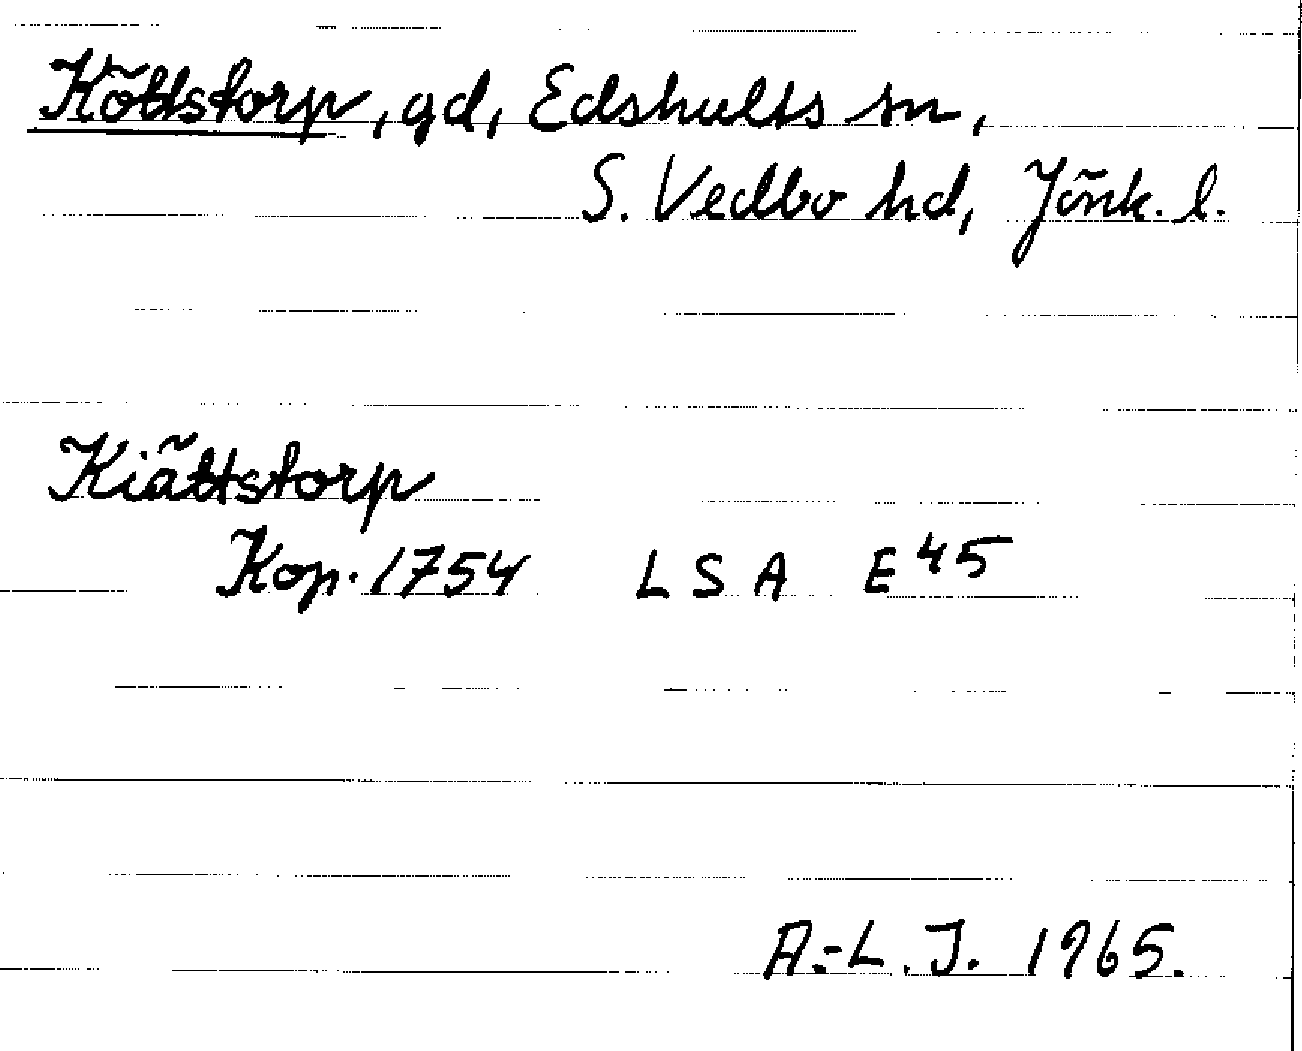 Köttstorp, gd, Edshults sn,
S. Vedbo hd, Jönk. l.
Kiättstorp
Kop. 1754 LSA E45
A.-L. J. 1965.